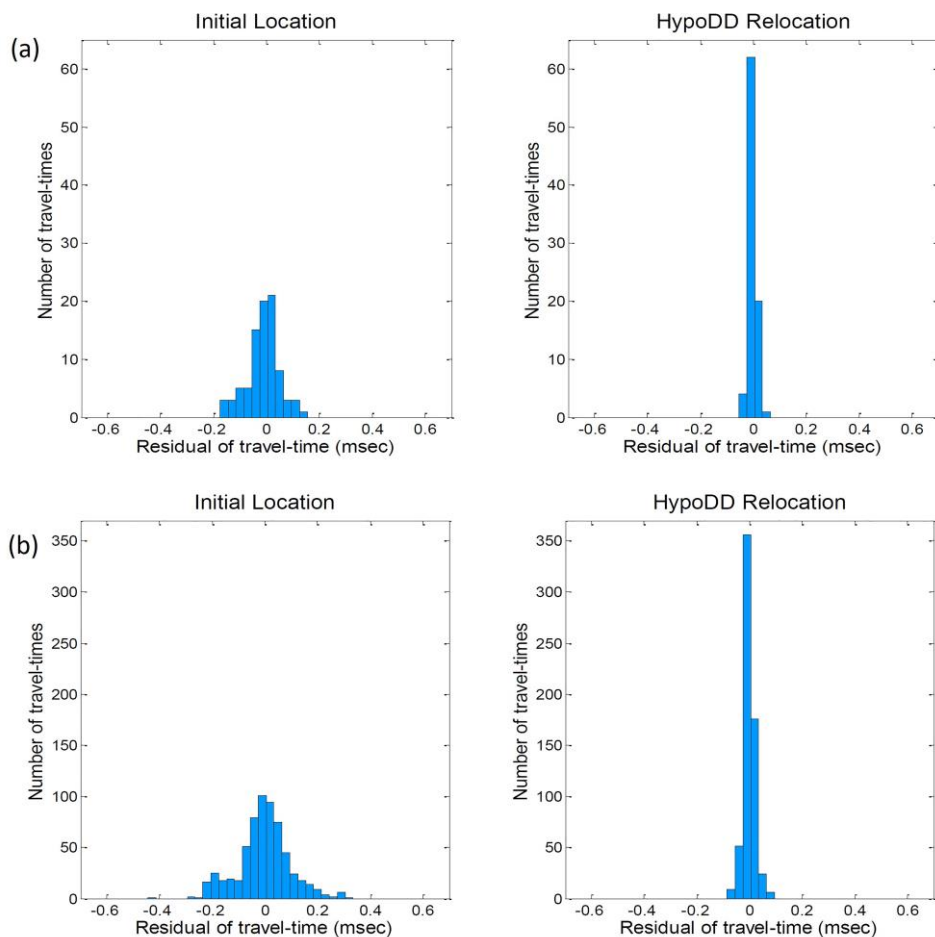 (a)
Initial Location
Number of travel-times
60
50
40
30
20
10
0
-0.6 -0.4 -0.2 0 0.2 0.4 0.6
Residual of travel-time (msec)
HypoDD Relocation
Number of travel-times
60
50
40
30
20
10
0
-0.6 -0.4 -0.2 0 0.2 0.4 0.6
Residual of travel-time (msec)
(b)
Initial Location
Number of travel-times
350
300
250
200
150
100
50
0
-0.6 -0.4 -0.2 0 0.2 0.4 0.6
Residual of travel-time (msec)
HypoDD Relocation
Number of travel-times
350
300
250
200
150
100
50
0
-0.6 -0.4 -0.2 0 0.2 0.4 0.6
Residual of travel-time (msec)